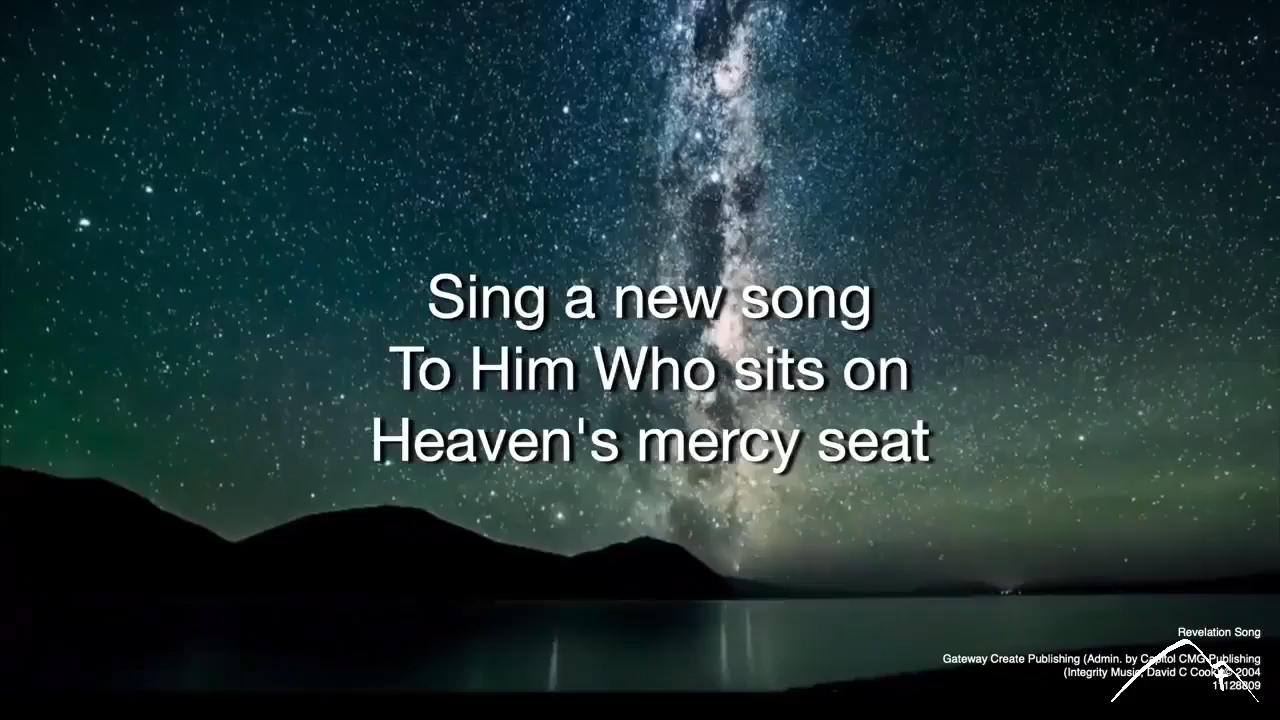 Sing a new song
To Him Who sits on
Heaven's mercy seat
Revelation Song
Gateway Create Publishing (Admin. by Capitol CMG Publishing
(Integrity Music, David C Cook 2004